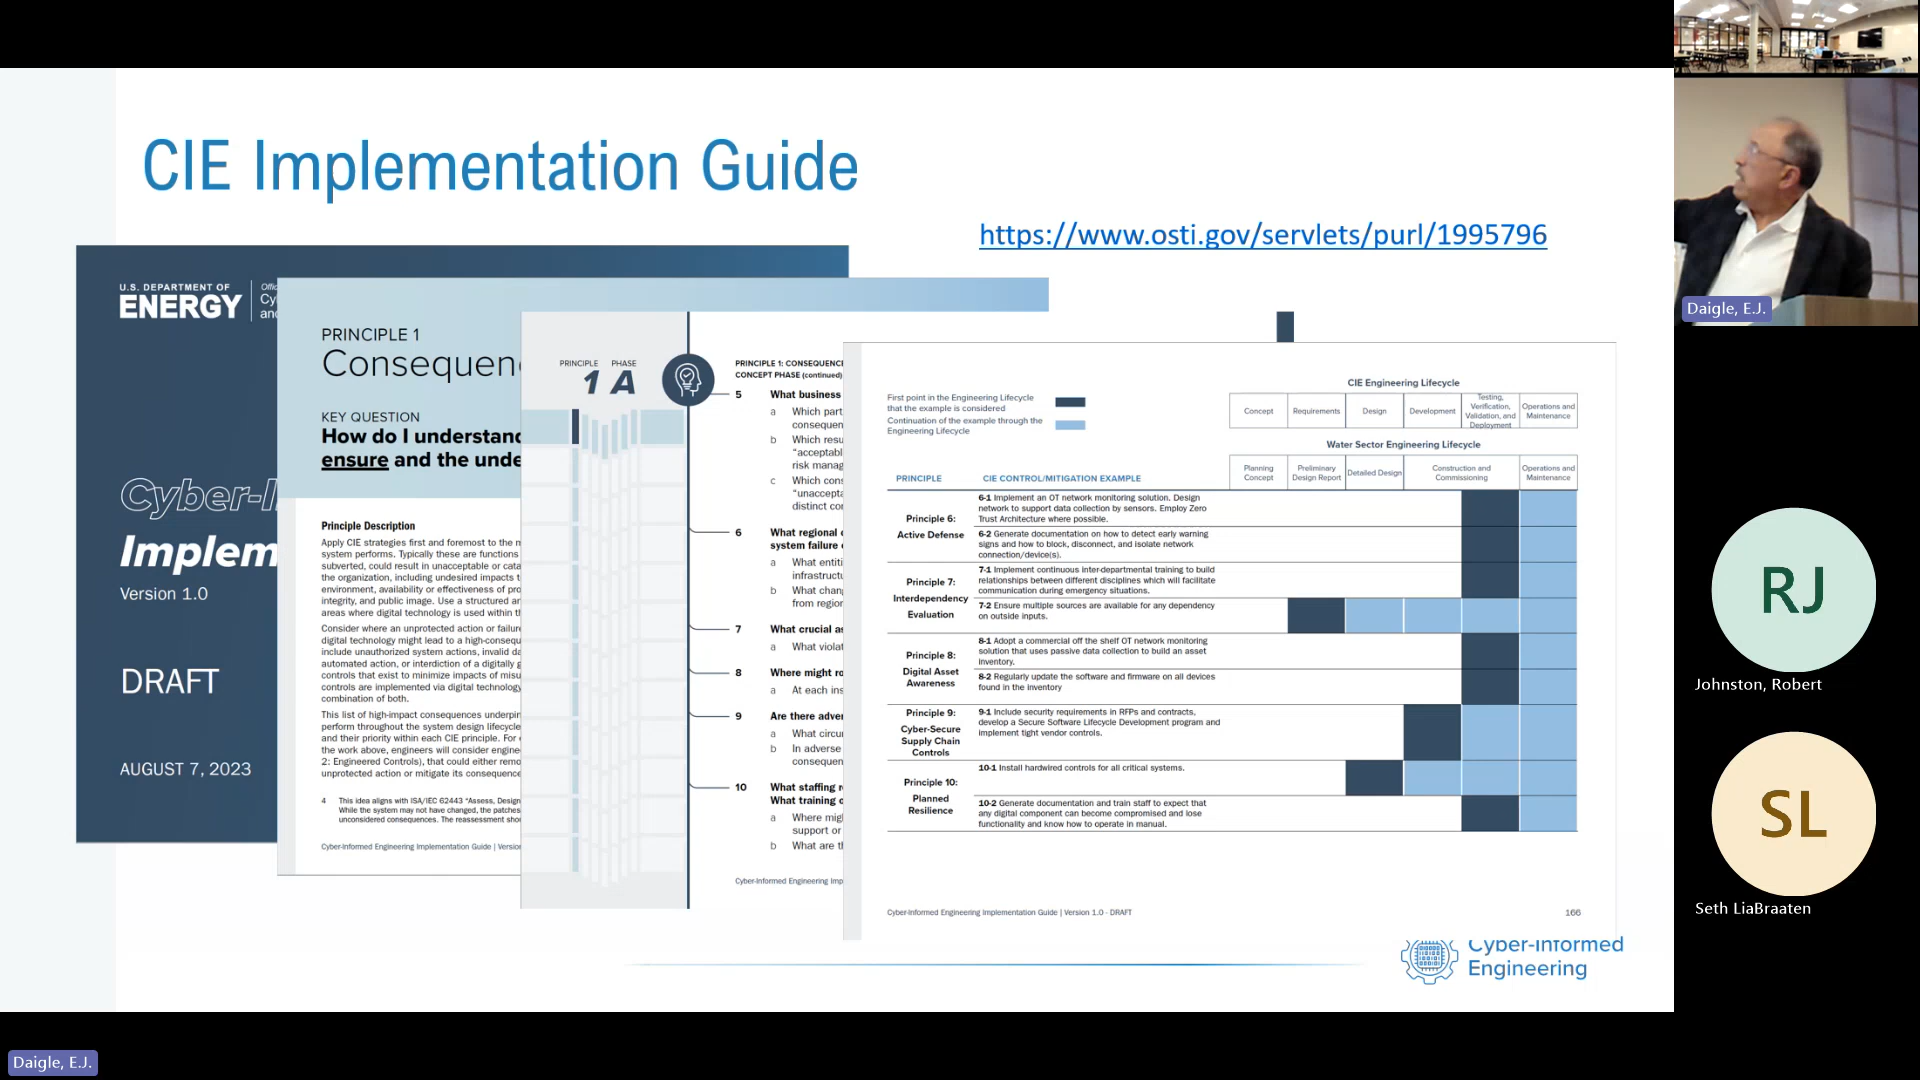 CIE Implementation Guide
https://www.osti.gov/servlets/purl/1995796
U.S. DEPARTMENT OF
ENERGY
Cyber-I
Implem
Version 1.0
DRAFT
AUGUST 7, 2023
PRINCIPLE 1
Consequen
KEY QUESTION
How do I understand
ensure and the unde
Principle Description
Apply CIE strategies first and foremost to the m
system performs. Typically these are functions
subverted, could result in unacceptable or cata
the organization, including undesired impacts t
environment, availability or effectiveness of pro
integrity, and public image. Use a structured ar
areas where digital technology is used within th
Consider where an unprotected action or failur
digital technology might lead to a high-consequ
include unauthorized system actions, invalid da
automated action, or interdiction of a digitally g
controls that exist to minimize impacts of misu
controls are implemented via digital technology
combination of both.
This list of high-impact consequences underpin
perform throughout the system design lifecycle
and their priority within each CIE principle. For
the work above, engineers will consider engine
2: Engineered Controls), that could either remo
unprotected action or mitigate its consequence
4 This idea aligns with ISA/IEC 62443 “Assess, Design
While the system may not have changed, the patches
unconsidered consequences. The reassessment shou
Cyber-Informed Engineering Implementation Guide | Version
PRINCIPLE PHASE
1 A
PRINCIPLE 1: CONSEQUENCE
CONCEPT PHASE (continued)
5 What business
a Which part
consequen
b Which resu
“acceptabl
risk manag
c Which cons
“unaccepta
distinct cor
6 What regional
system failure
a What entiti
infrastructu
b What chang
from region
7 What crucial as
a What violat
8 Where might ro
a At each ins
9 Are there adver
a What circu
b In adverse
consequen
10 What staffing r
What training
a Where migh
support or
b What are th
Cyber-Informed Engineering Imp
First point in the Engineering Lifecycle
that the example is considered
Continuation of the example through the
Engineering Lifecycle
CIE Engineering Lifecycle
Concept Requirements Design Development Testing, Verification, Validation, and Deployment Operations and Maintenance
Water Sector Engineering Lifecycle
Planning Concept Preliminary Design Report Detailed Design Construction and Commissioning Operations and Maintenance
PRINCIPLE CIE CONTROL/MITIGATION EXAMPLE
Principle 6:
Active Defense
6-1 Implement an OT network monitoring solution. Design
network to support data collection by sensors. Employ Zero
Trust Architecture where possible.
6-2 Generate documentation on how to detect early warning
signs and how to block, disconnect, and isolate network
connection/device(s).
Principle 7:
Interdependency
Evaluation
7-1 Implement continuous inter-departmental training to build
relationships between different disciplines which will facilitate
communication during emergency situations.
7-2 Ensure multiple sources are available for any dependency
on outside inputs.
Principle 8:
Digital Asset
Awareness
8-1 Adopt a commercial off the shelf OT network monitoring
solution that uses passive data collection to build an asset
inventory.
8-2 Regularly update the software and firmware on all devices
found in the inventory
Principle 9:
Cyber-Secure
Supply Chain
Controls
9-1 Include security requirements in RFPs and contracts,
develop a Secure Software Lifecycle Development program and
implement tight vendor controls.
Principle 10:
Planned
Resilience
10-1 Install hardwired controls for all critical systems.
10-2 Generate documentation and train staff to expect that
any digital component can become compromised and lose
functionality and know how to operate in manual.
Cyber-Informed Engineering Implementation Guide | Version 1.0 - DRAFT
166
Cyber-Informed
Engineering
Daigle, E.J.
RJ
Johnston, Robert
SL
Seth LiaBraaten
Daigle, E.J.